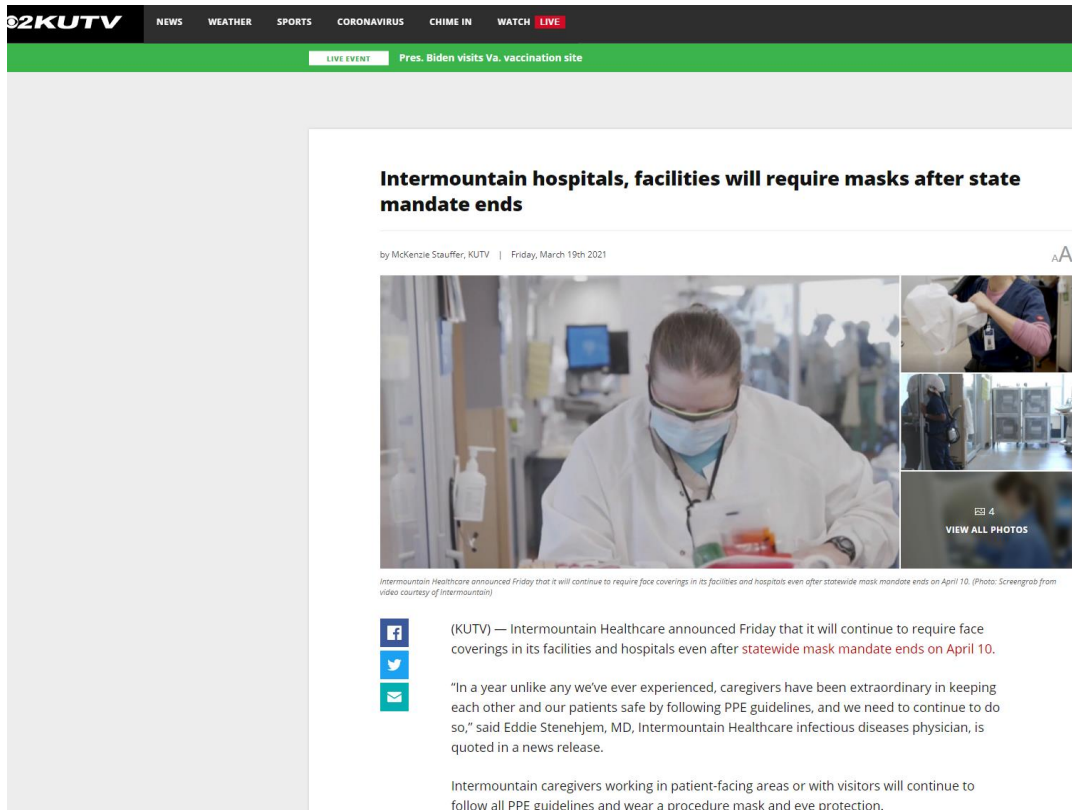 2KUTV
NEWS WEATHER SPORTS CORONAVIRUS CHIME IN WATCH LIVE
LIVE EVENT Pres. Biden visits Va. vaccination site
Intermountain hospitals, facilities will require masks after state
mandate ends
by McKenzie Stauffer, KUTV | Friday, March 19th 2021
AA
4
VIEW ALL PHOTOS
Intermountain Healthcare announced Friday that it will continue to require face coverings in its facilities and hospitals even after statewide mask mandate ends on April 10. (Photo: Screengrab from
video courtesy of Intermountain)
(KUTV) — Intermountain Healthcare announced Friday that it will continue to require face
coverings in its facilities and hospitals even after statewide mask mandate ends on April 10.
“In a year unlike any we’ve ever experienced, caregivers have been extraordinary in keeping
each other and our patients safe by following PPE guidelines, and we need to continue to do
so,” said Eddie Stenehjem, MD, Intermountain Healthcare infectious diseases physician, is
quoted in a news release.
Intermountain caregivers working in patient-facing areas or with visitors will continue to
follow all PPE guidelines and wear a procedure mask and eye protection.